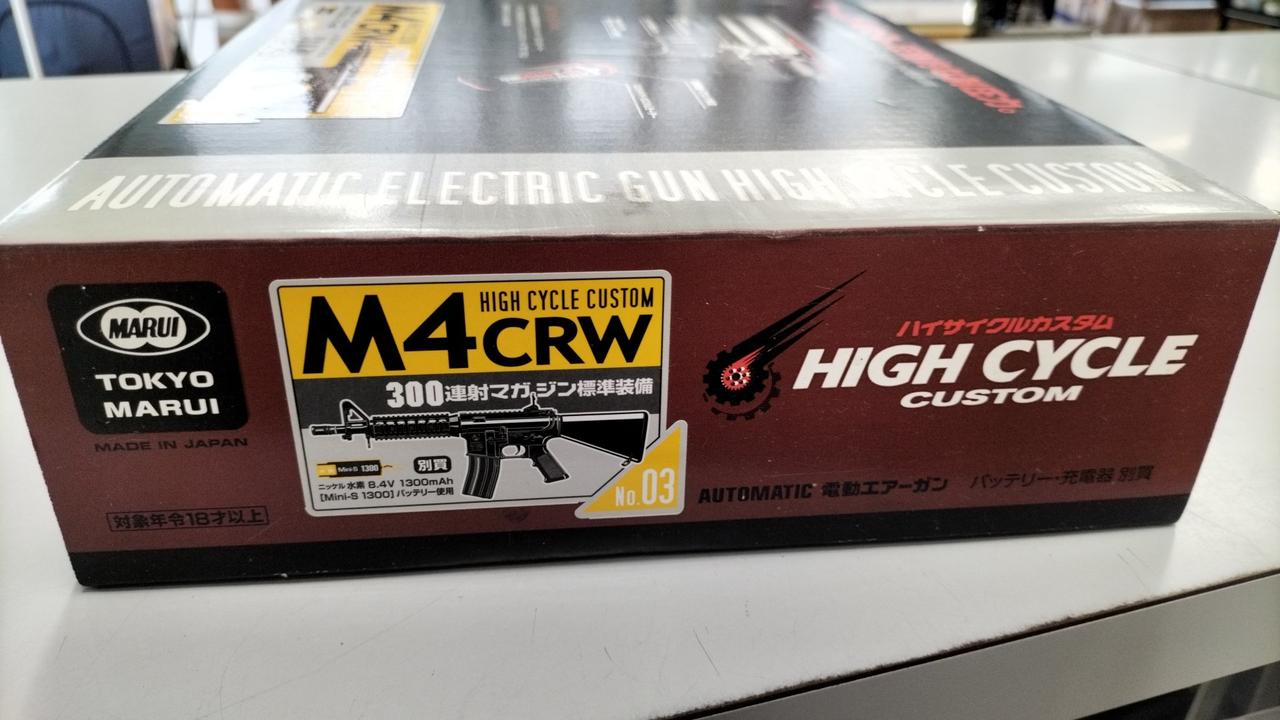 AUTOMATIC ELECTRIC GUN HIGH CYCLE CUSTOM
MARUI
TOKYO
MARUI
MADE IN JAPAN
対象年令18才以上
HIGH CYCLE CUSTOM
M4CRW
300連射マガジン標準装備
Mini-S 1300
別買
ニッケル水素 8.4V 1300mAh
[Mini-S 1300] バッテリー使用
No.03
ハイサイクルカスタム
HIGH CYCLE
CUSTOM
AUTOMATIC 電動エアーガン
バッテリー・充電器 別買